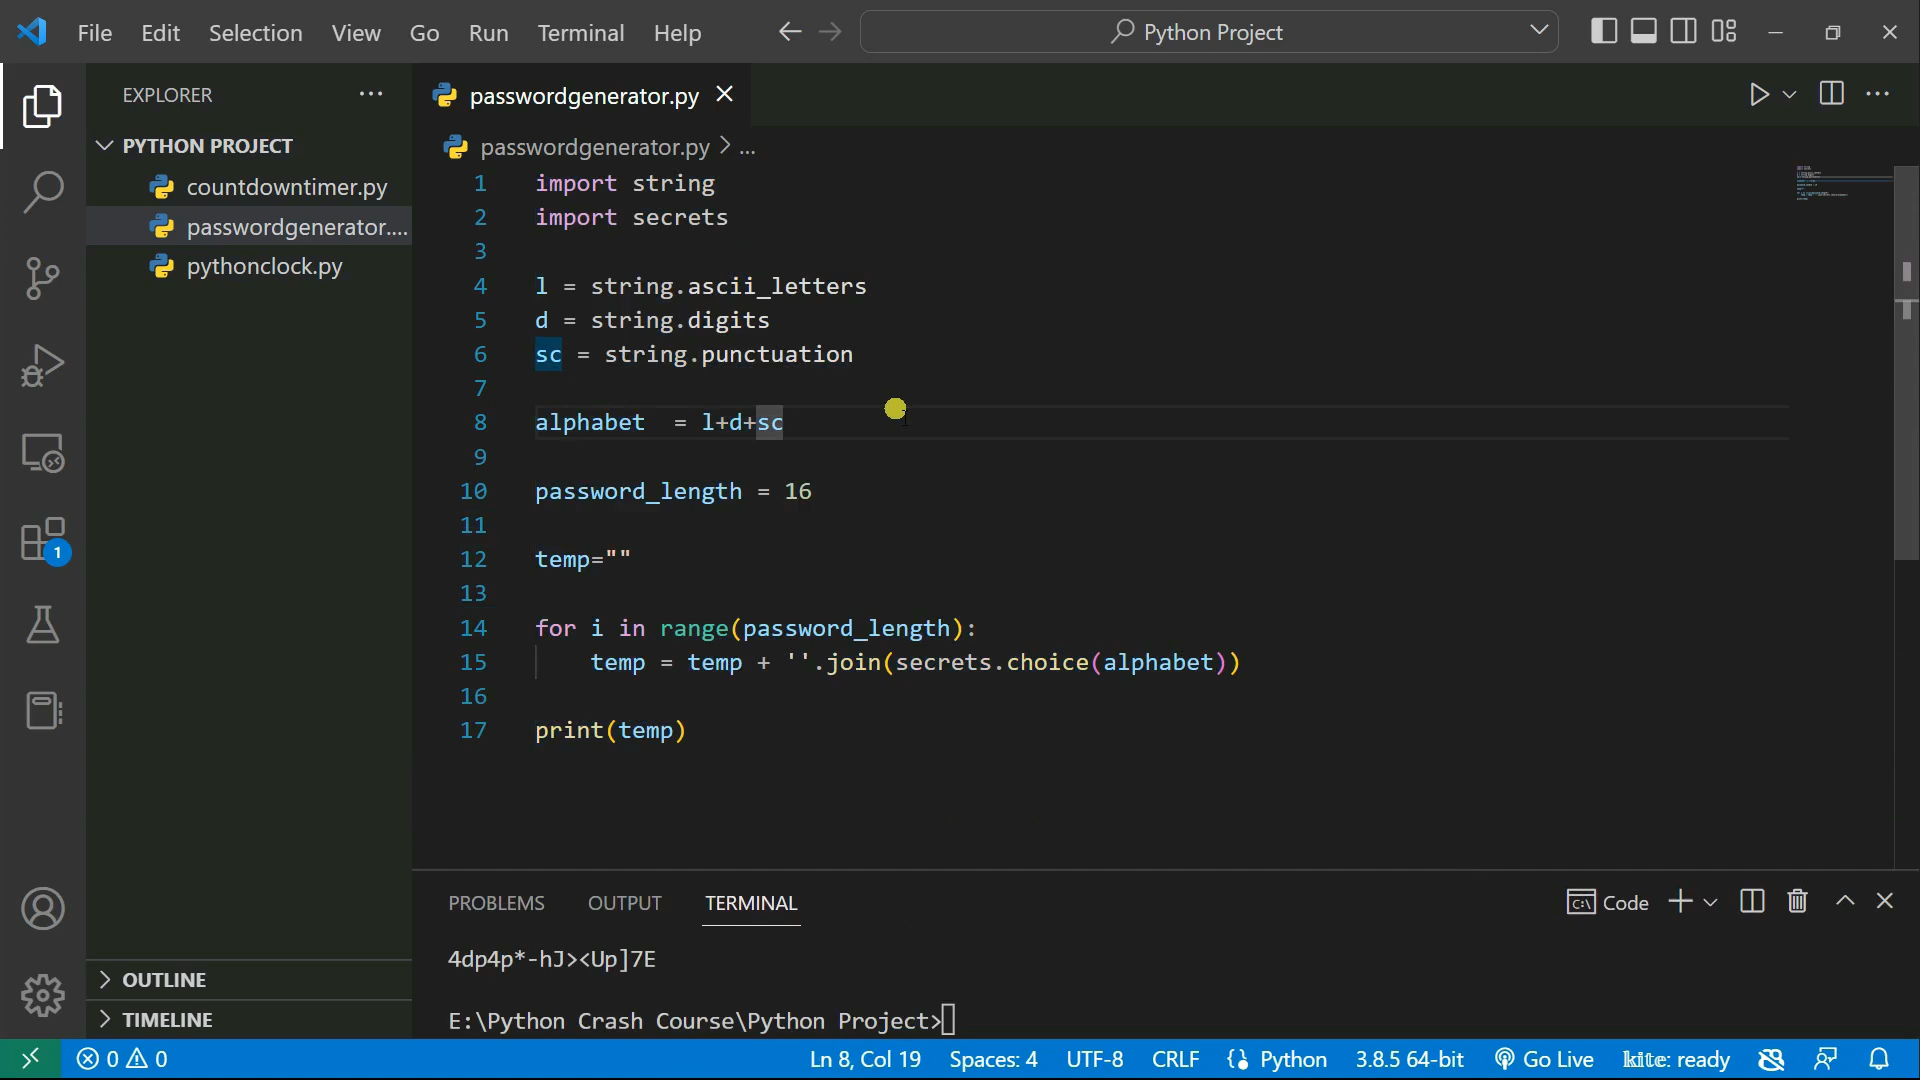 File Edit Selection View Go Run Terminal Help Python Project
EXPLORER
PYTHON PROJECT
countdowntimer.py
passwordgenerator....
pythonclock.py
1
OUTLINE
TIMELINE
passwordgenerator.py
passwordgenerator.py > ...
1 import string
2 import secrets
3
4 l = string.ascii_letters
5 d = string.digits
6 sc = string.punctuation
7
8 alphabet  = l+d+sc
9
10 password_length = 16
11
12 temp=""
13
14 for i in range(password_length):
15     temp = temp + ''.join(secrets.choice(alphabet))
16
17 print(temp)
PROBLEMS OUTPUT TERMINAL Code
4dp4p*-hJ><Up]7E
E:\Python Crash Course\Python Project>
0 0 Ln 8, Col 19 Spaces: 4 UTF-8 CRLF Python 3.8.5 64-bit Go Live kite: ready